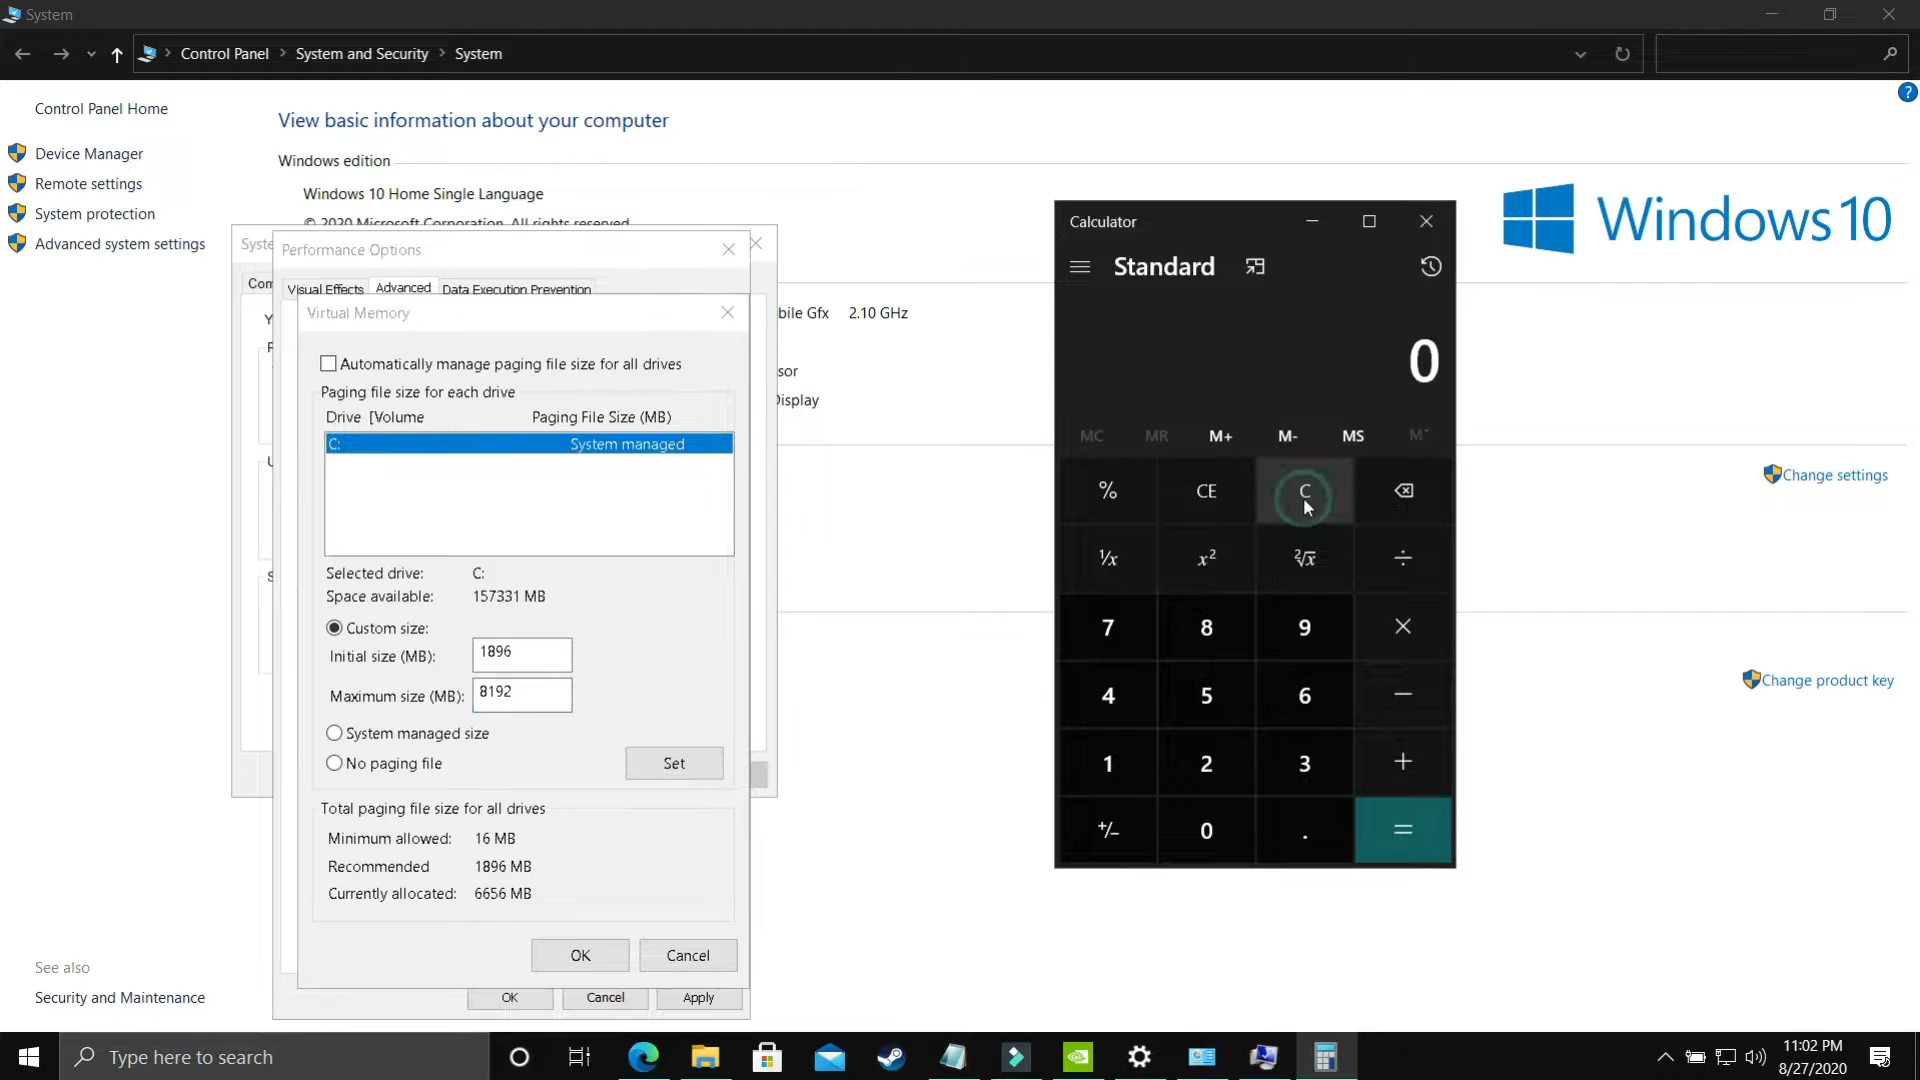 System
Control Panel > System and Security > System
Control Panel Home
Device Manager
Remote settings
System protection
Advanced system settings
View basic information about your computer
Windows edition
Windows 10 Home Single Language
© 2020 Microsoft Corporation. All rights reserved.
Windows 10
bile Gfx 2.10 GHz
sor
Display
Change settings
Change product key
See also
Security and Maintenance
Syste
Com
Performance Options
Visual Effects Advanced Data Execution Prevention
Virtual Memory
Automatically manage paging file size for all drives
Paging file size for each drive
Drive [Volume Paging File Size (MB)
C: System managed
Selected drive: C:
Space available: 157331 MB
Custom size:
Initial size (MB): 1896
Maximum size (MB): 8192
System managed size
No paging file
Set
Total paging file size for all drives
Minimum allowed: 16 MB
Recommended 1896 MB
Currently allocated: 6656 MB
OK Cancel
OK Cancel Apply
Calculator
Standard
0
MC MR M+ M- MS M˅
% CE C
⅟x x² ²√x ÷
7 8 9 ×
4 5 6 −
1 2 3 +
+/− 0 . =
Type here to search
11:02 PM
8/27/2020